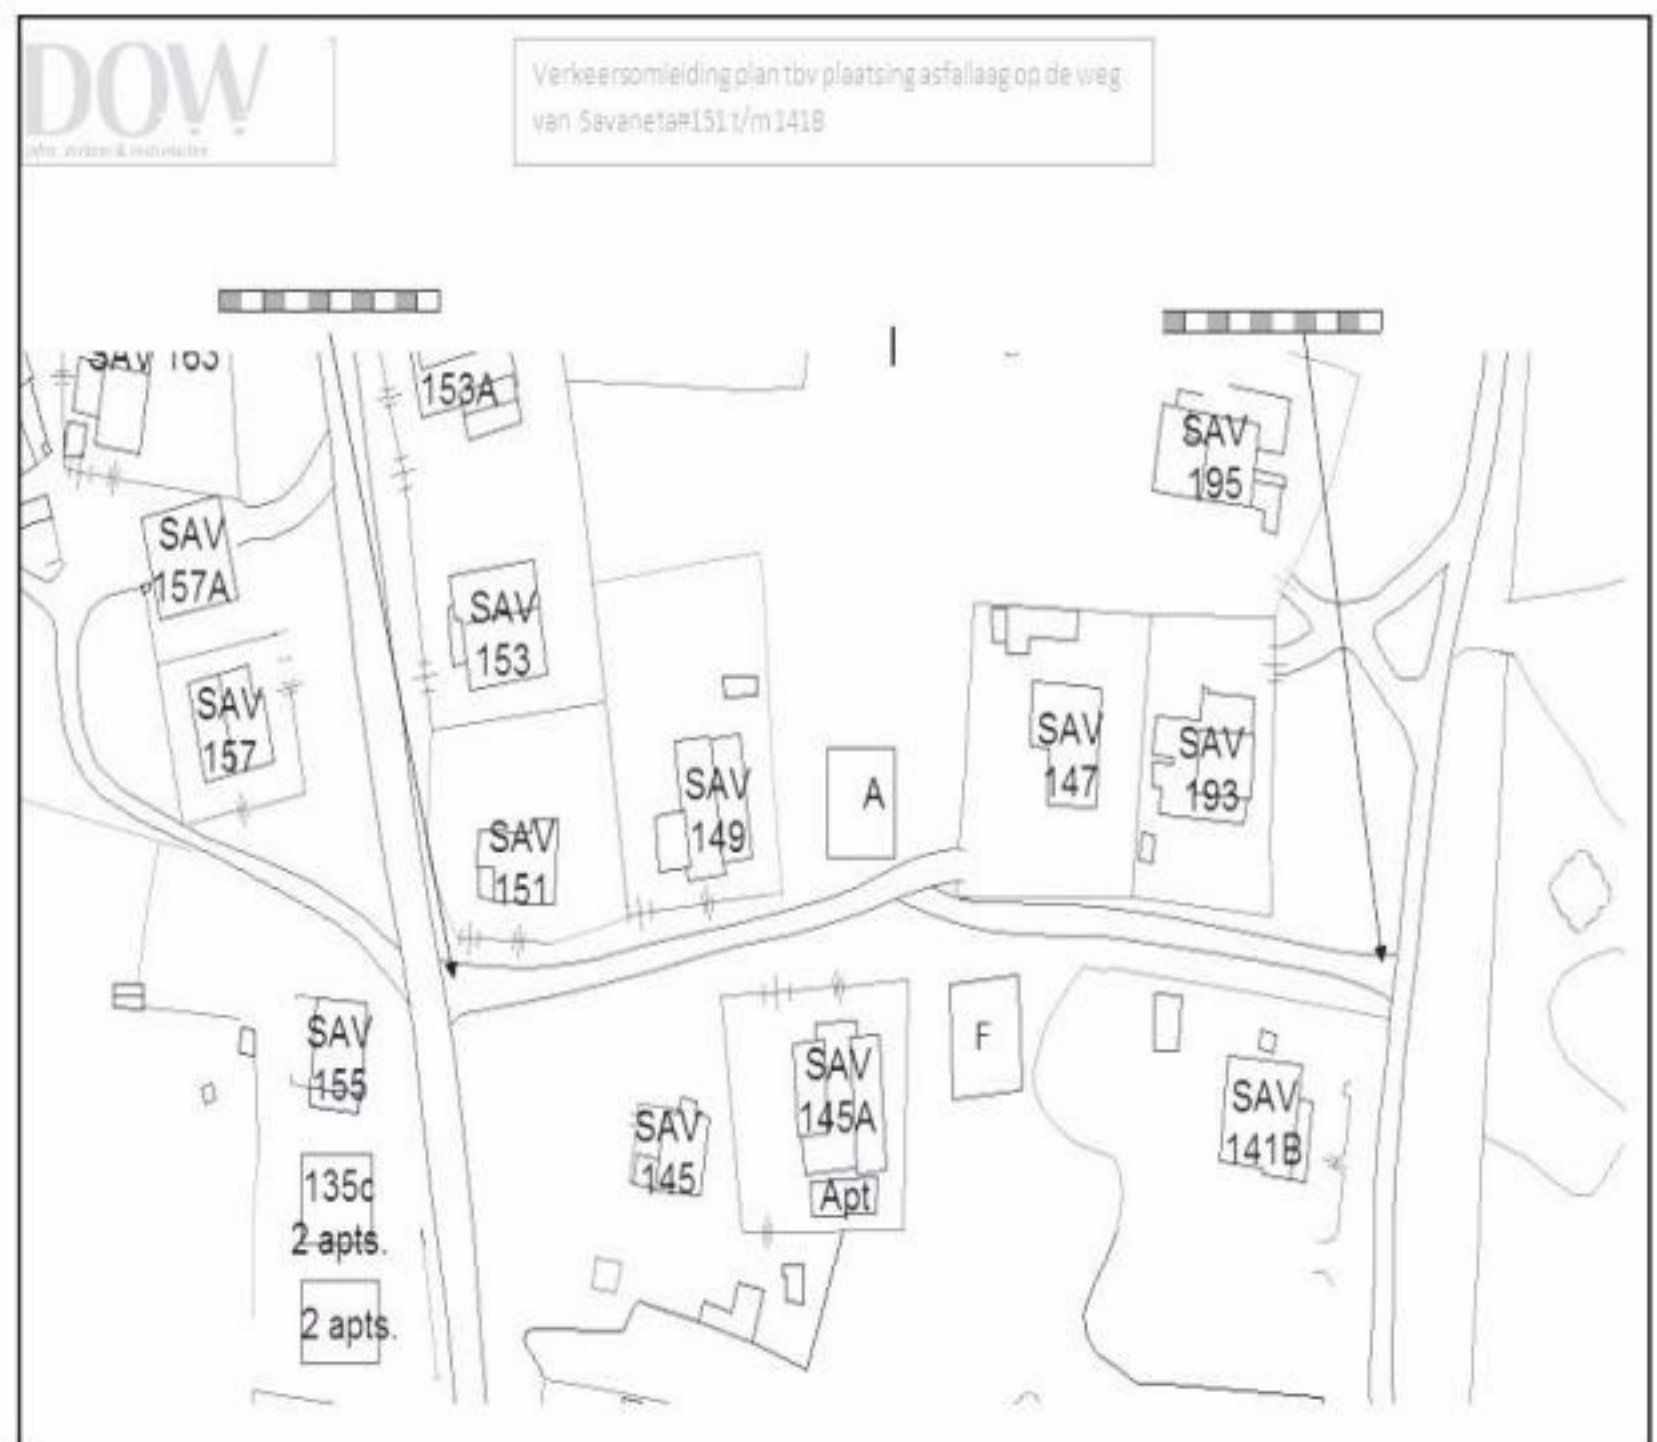 DOW
Verkeersomleiding plan tbv plaatsing asfallaag op de weg
van Savaneta#151 t/m 141B
SAV 163
153A
SAV
195
SAV
157A
SAV
153
SAV
157
SAV
147
SAV
193
SAV
149
A
SAV
151
SAV
155
F
SAV
145A
SAV
141B
SAV
145
Apt
135c
2 apts.
2 apts.